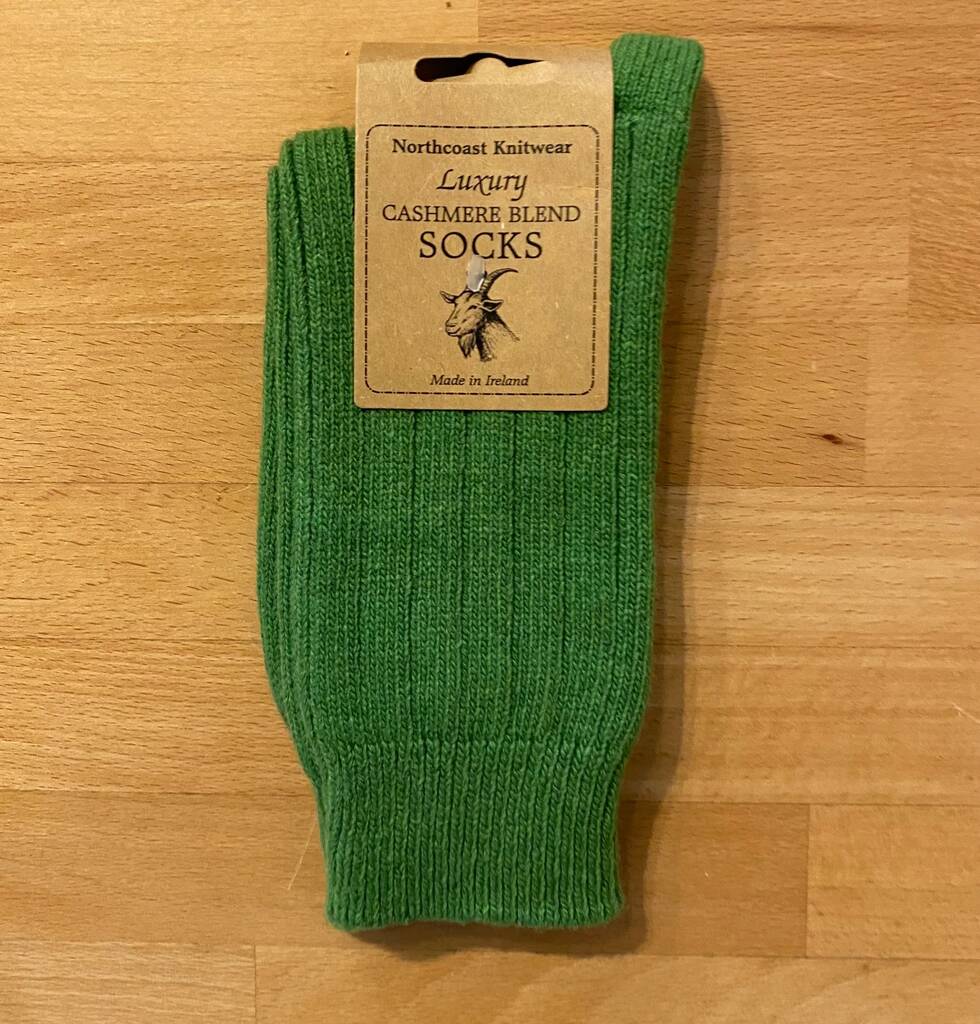 Northcoast Knitwear
Luxury
CASHMERE BLEND
SOCKS
Made in Ireland